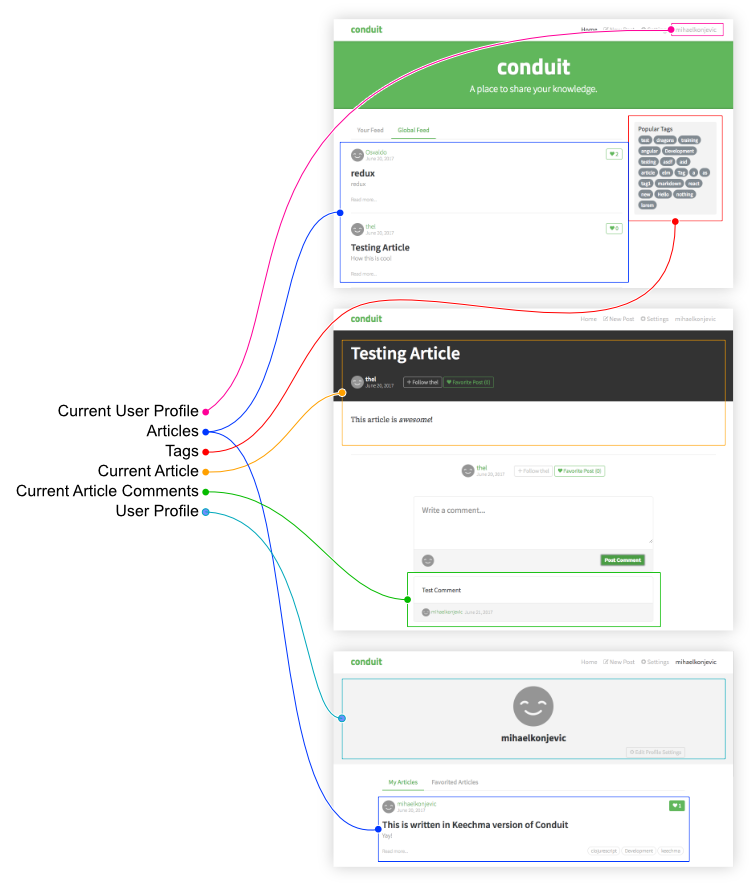 conduit
Home New Post Settings mihaelkonjevic
conduit
A place to share your knowledge.
Your Feed Global Feed
Osvaldo
June 20, 2017
2
redux
redux
Read more...
thel
June 20, 2017
0
Testing Article
How this is cool
Read more...
Popular Tags
test dragons training
angular Development
testing asdf asd
article elm Tag a as
tag1 markdown react
new Hello nothing
conduit
Home New Post Settings mihaelkonjevic
Testing Article
thel
June 20, 2017
+ Follow thel
Favorite Post (0)
This article is awesome!
thel
June 20, 2017
+ Follow thel
Favorite Post (0)
Write a comment...
Post Comment
Test Comment
mihaelkonjevic June 21, 2017
Current User Profile
Articles
Tags
Current Article
Current Article Comments
User Profile
conduit
Home New Post Settings mihaelkonjevic
mihaelkonjevic
Edit Profile Settings
My Articles Favorited Articles
mihaelkonjevic
June 20, 2017
1
This is written in Keechma version of Conduit
Yay!
Read more...
clojurescript Development keechma